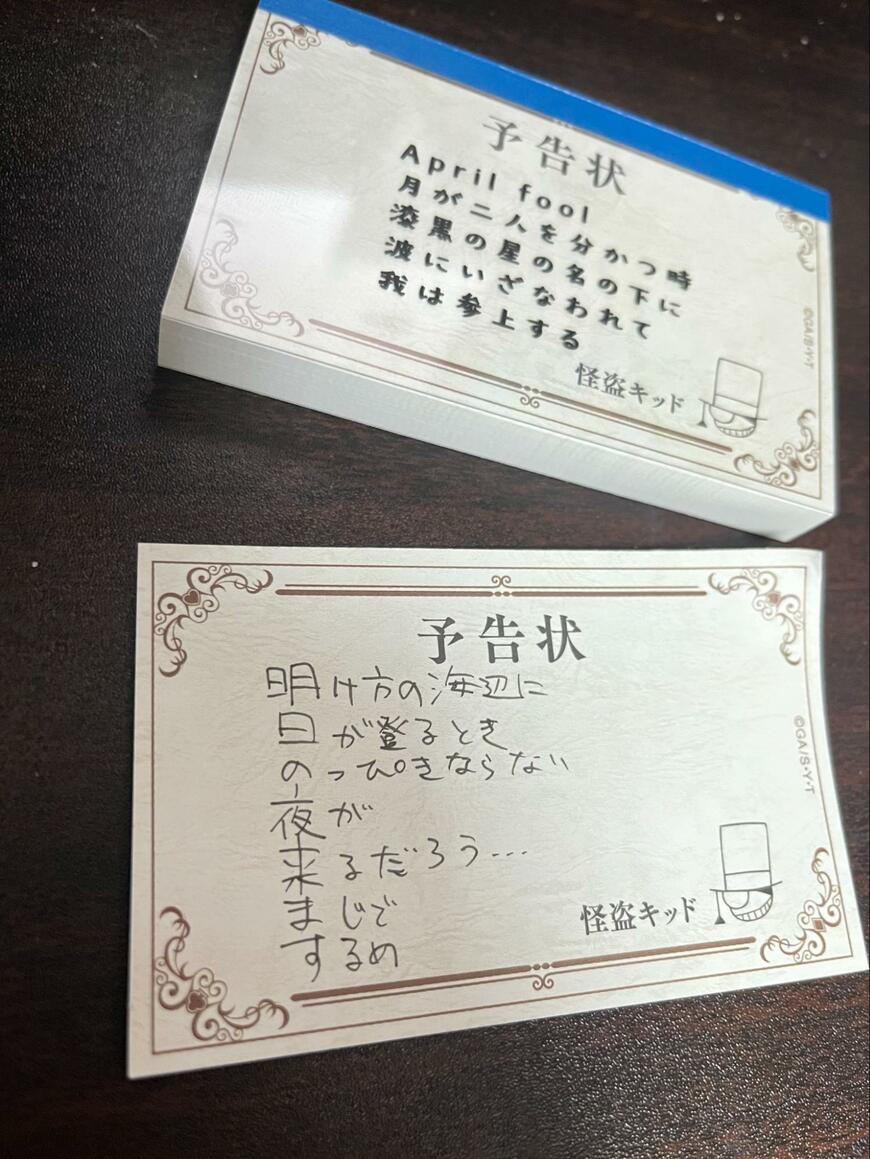 予告状
April fool
月が二人を分かつ時
漆黒の星の名の下に
波にいざなわれて
我は参上する
怪盗キッド
©GA/S・Y・T
予告状
明け方の海辺に
日が登るとき
のっぴきならない
夜が
来るだろう…
まじで
するめ
怪盗キッド
©GA/S・Y・T